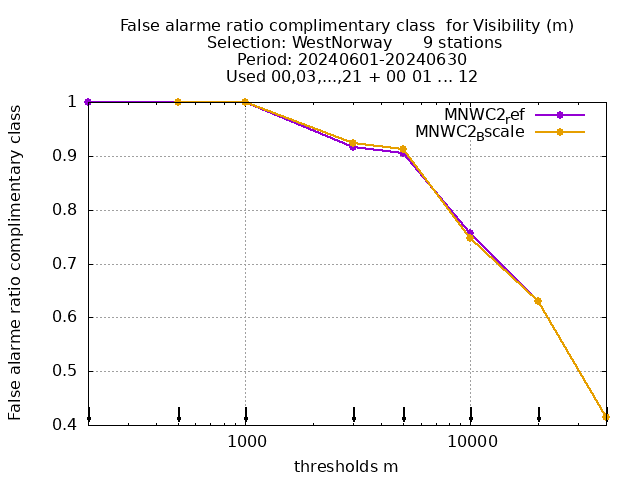 False alarme ratio complimentary class  for Visibility (m)
Selection: WestNorway      9 stations
Period: 20240601-20240630
Used 00,03,...,21 + 00 01 ... 12
MNWC2ref
MNWC2Bscale
False alarme ratio complimentary class
1
0.9
0.8
0.7
0.6
0.5
0.4
1000
10000
thresholds m